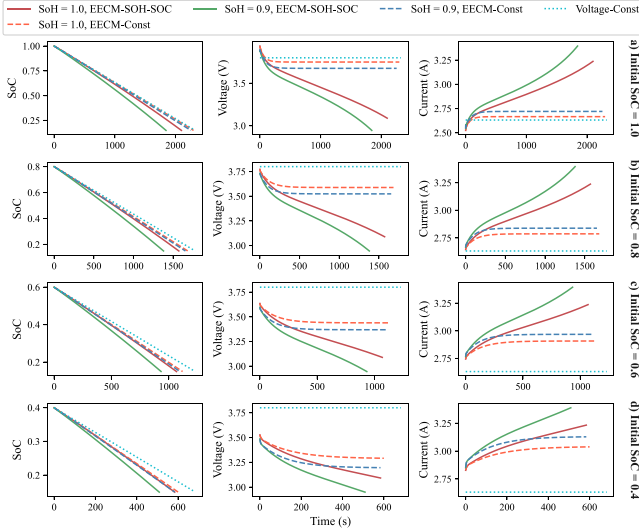 SoH = 1.0, EECM-SOH-SOC SoH = 0.9, EECM-SOH-SOC SoH = 0.9, EECM-Const Voltage-Const
SoH = 1.0, EECM-Const
1.00
0.75
0.50
0.25
SoC
0 1000 2000
3.5
3.0
Voltage (V)
0 1000 2000
3.25
3.00
2.75
2.50
Current (A)
0 1000 2000
a) Initial SoC = 1.0
0.8
0.6
0.4
0.2
SoC
0 500 1000 1500
3.75
3.50
3.25
3.00
Voltage (V)
0 500 1000 1500
3.25
3.00
2.75
Current (A)
0 500 1000 1500
b) Initial SoC = 0.8
0.6
0.4
0.2
SoC
0 500 1000
3.75
3.50
3.25
3.00
Voltage (V)
0 500 1000
3.25
3.00
2.75
Current (A)
0 500 1000
c) Initial SoC = 0.6
0.4
0.3
0.2
SoC
0 200 400 600
3.75
3.50
3.25
3.00
Voltage (V)
0 200 400 600
3.25
3.00
2.75
Current (A)
0 200 400 600
d) Initial SoC = 0.4
Time (s)